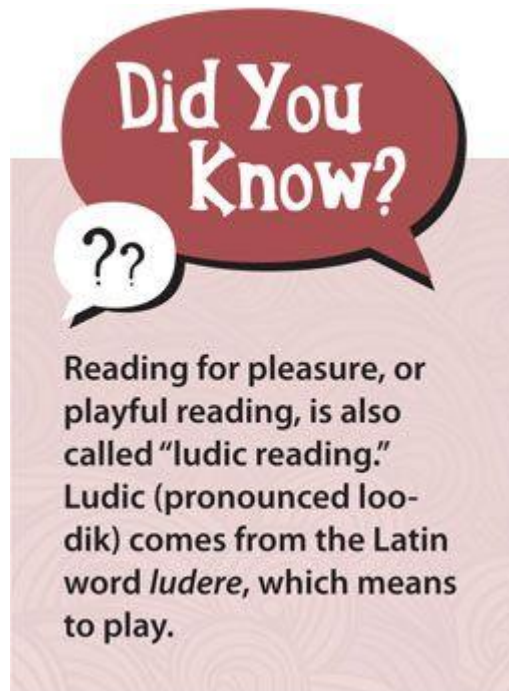 Did You
Know?
??
Reading for pleasure, or
playful reading, is also
called “ludic reading.”
Ludic (pronounced loo-
dik) comes from the Latin
word ludere, which means
to play.